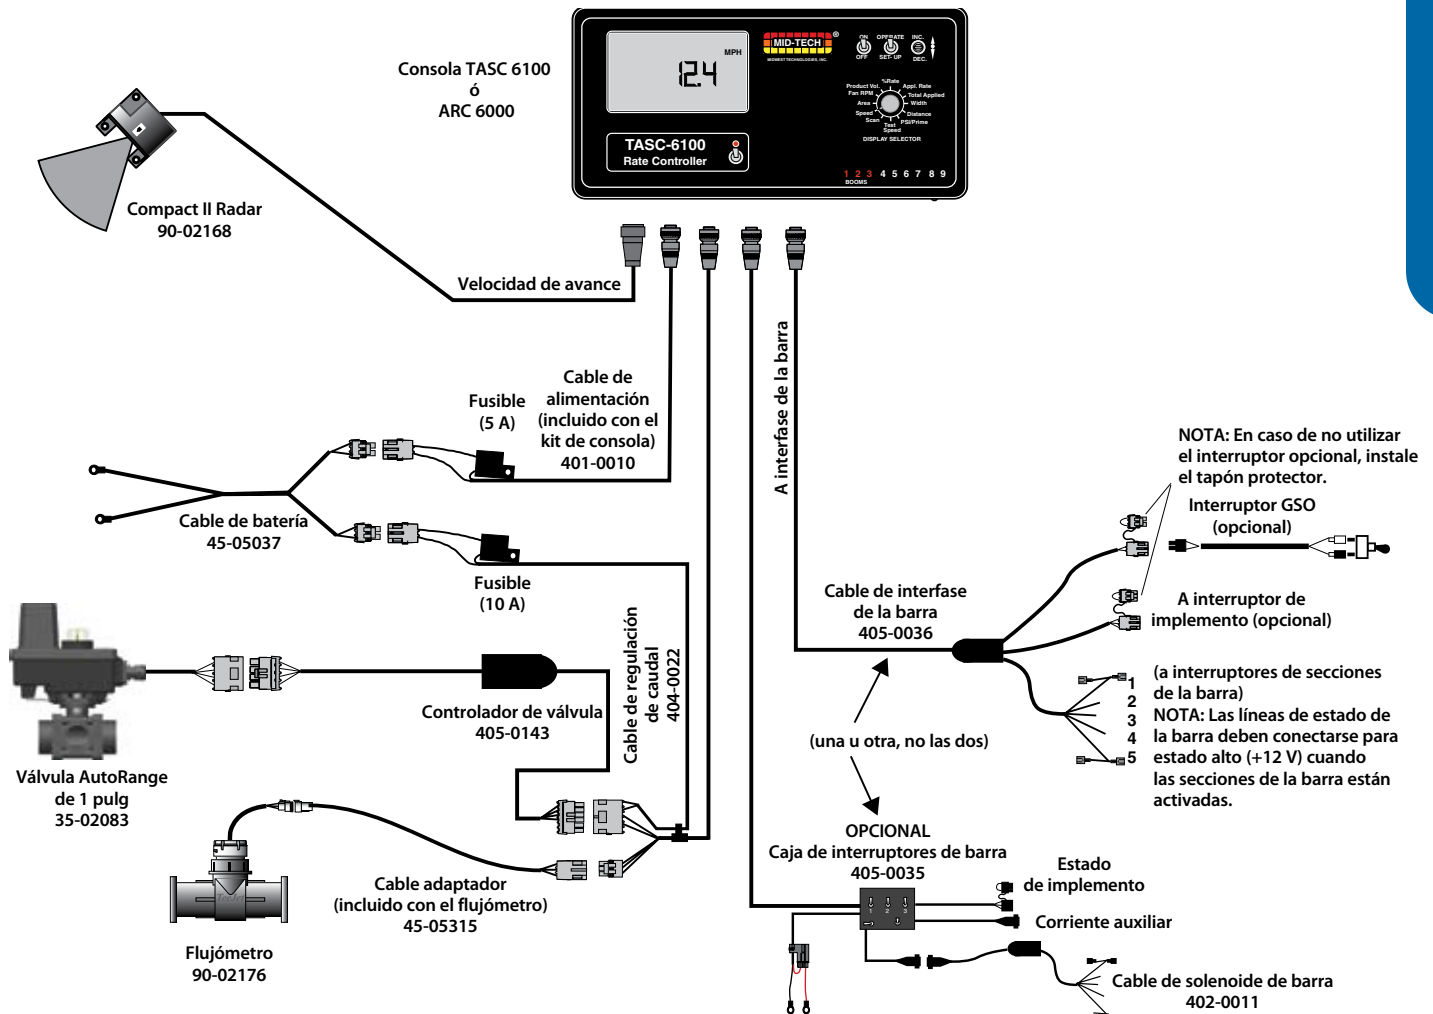 Consola TASC 6100
ó
ARC 6000
MPH
12.4
MID-TECH®
MIDWEST TECHNOLOGIES, INC.
ON
OFF
OPERATE
SET-UP
INC.
DEC.
%Rate
Product Vol.
Appl. Rate
Fan RPM
Total Applied
Area
Width
Speed
Distance
Scan
PSI/Prime
Test
Speed
DISPLAY SELECTOR
TASC-6100
Rate Controller
1 2 3 4 5 6 7 8 9
BOOMS
Compact II Radar
90-02168
Velocidad de avance
A interfase de la barra
Cable de
alimentación
(incluido con el
kit de consola)
401-0010
Fusible
(5 A)
Cable de batería
45-05037
Fusible
(10 A)
NOTA: En caso de no utilizar
el interruptor opcional, instale
el tapón protector.
Interruptor GSO
(opcional)
Cable de interfase
de la barra
405-0036
A interruptor de
implemento (opcional)
Cable de regulación
de caudal
404-0022
Controlador de válvula
405-0143
Válvula AutoRange
de 1 pulg
35-02083
1
2
3
4
5
(a interruptores de secciones
de la barra)
NOTA: Las líneas de estado de
la barra deben conectarse para
estado alto (+12 V) cuando
las secciones de la barra están
activadas.
(una u otra, no las dos)
OPCIONAL
Caja de interruptores de barra
405-0035
1 2 3
Estado
de implemento
Corriente auxiliar
Cable de solenoide de barra
402-0011
Cable adaptador
(incluido con el flujómetro)
45-05315
TeeJet
Flujómetro
90-02176